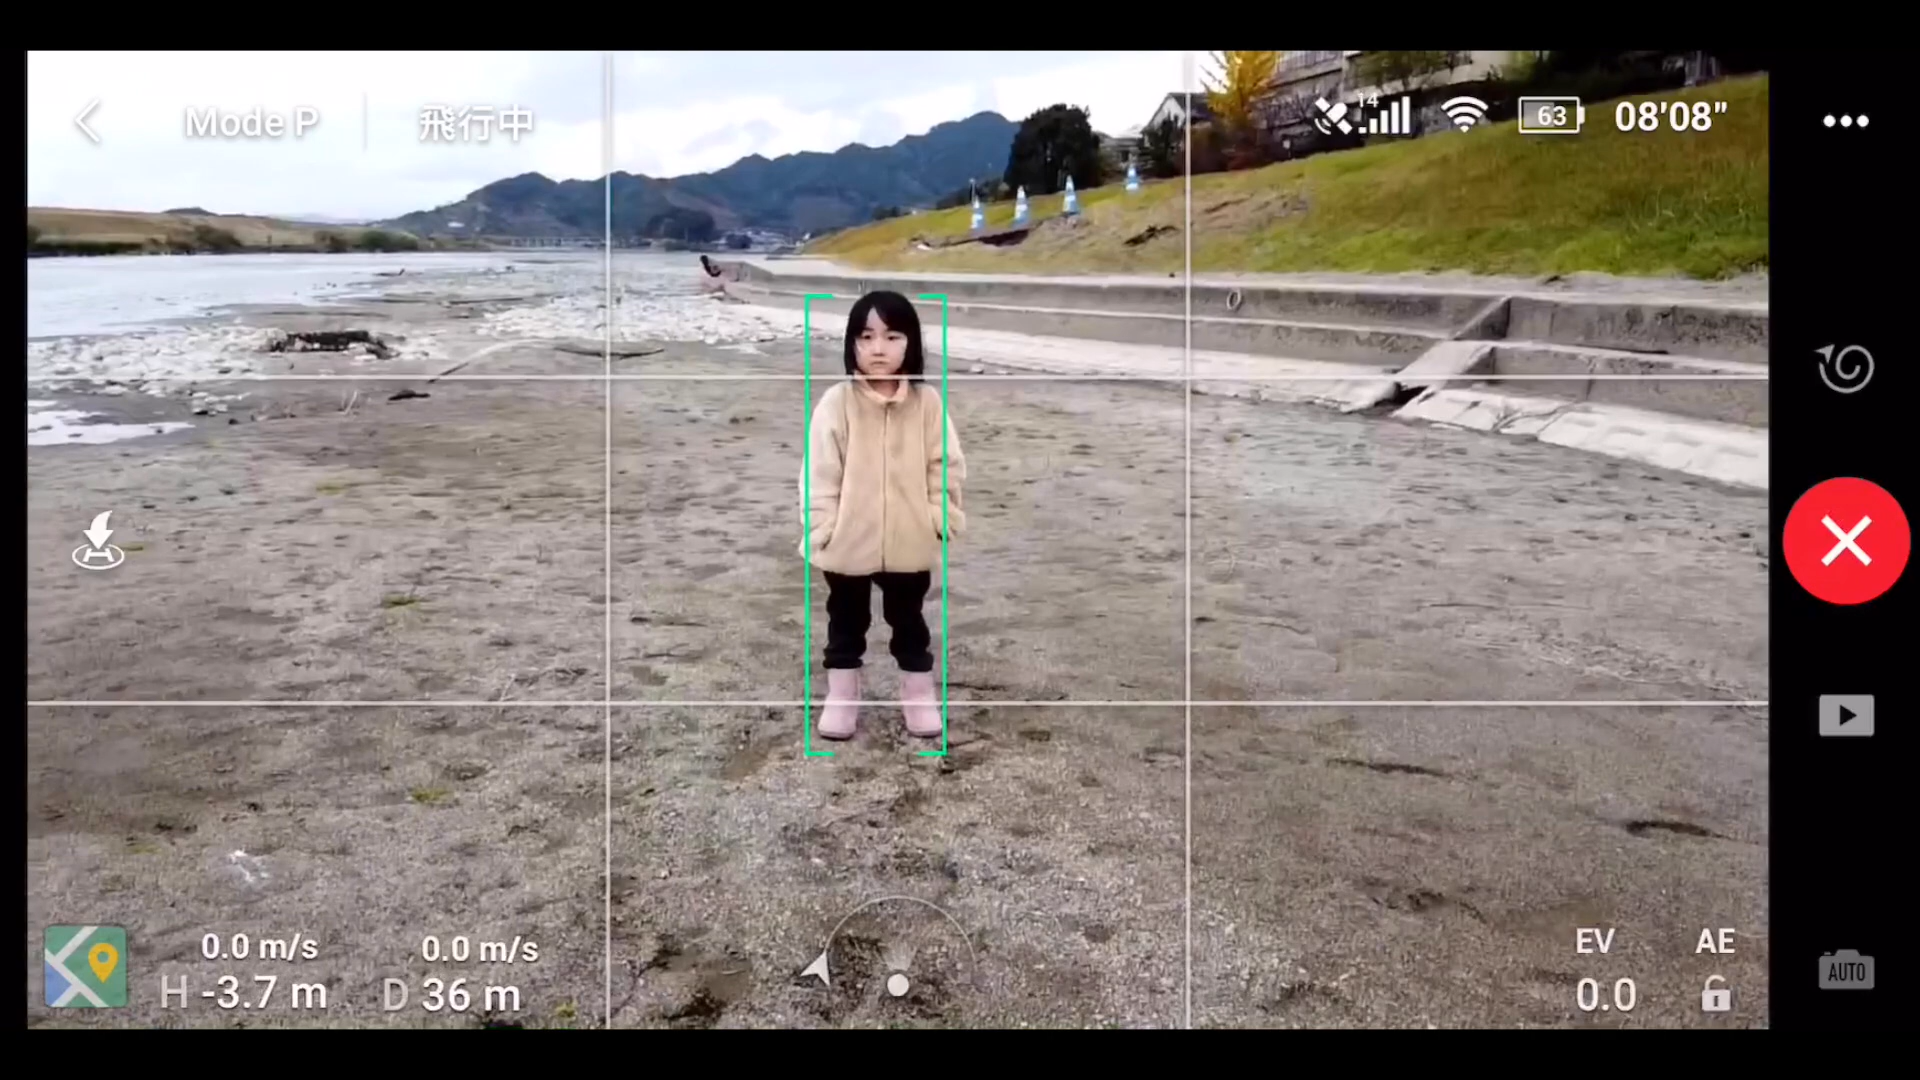 Mode P 飛行中 14 63 08'08"
0.0 m/s 0.0 m/s
H -3.7 m D 36 m
EV AE
0.0
AUTO